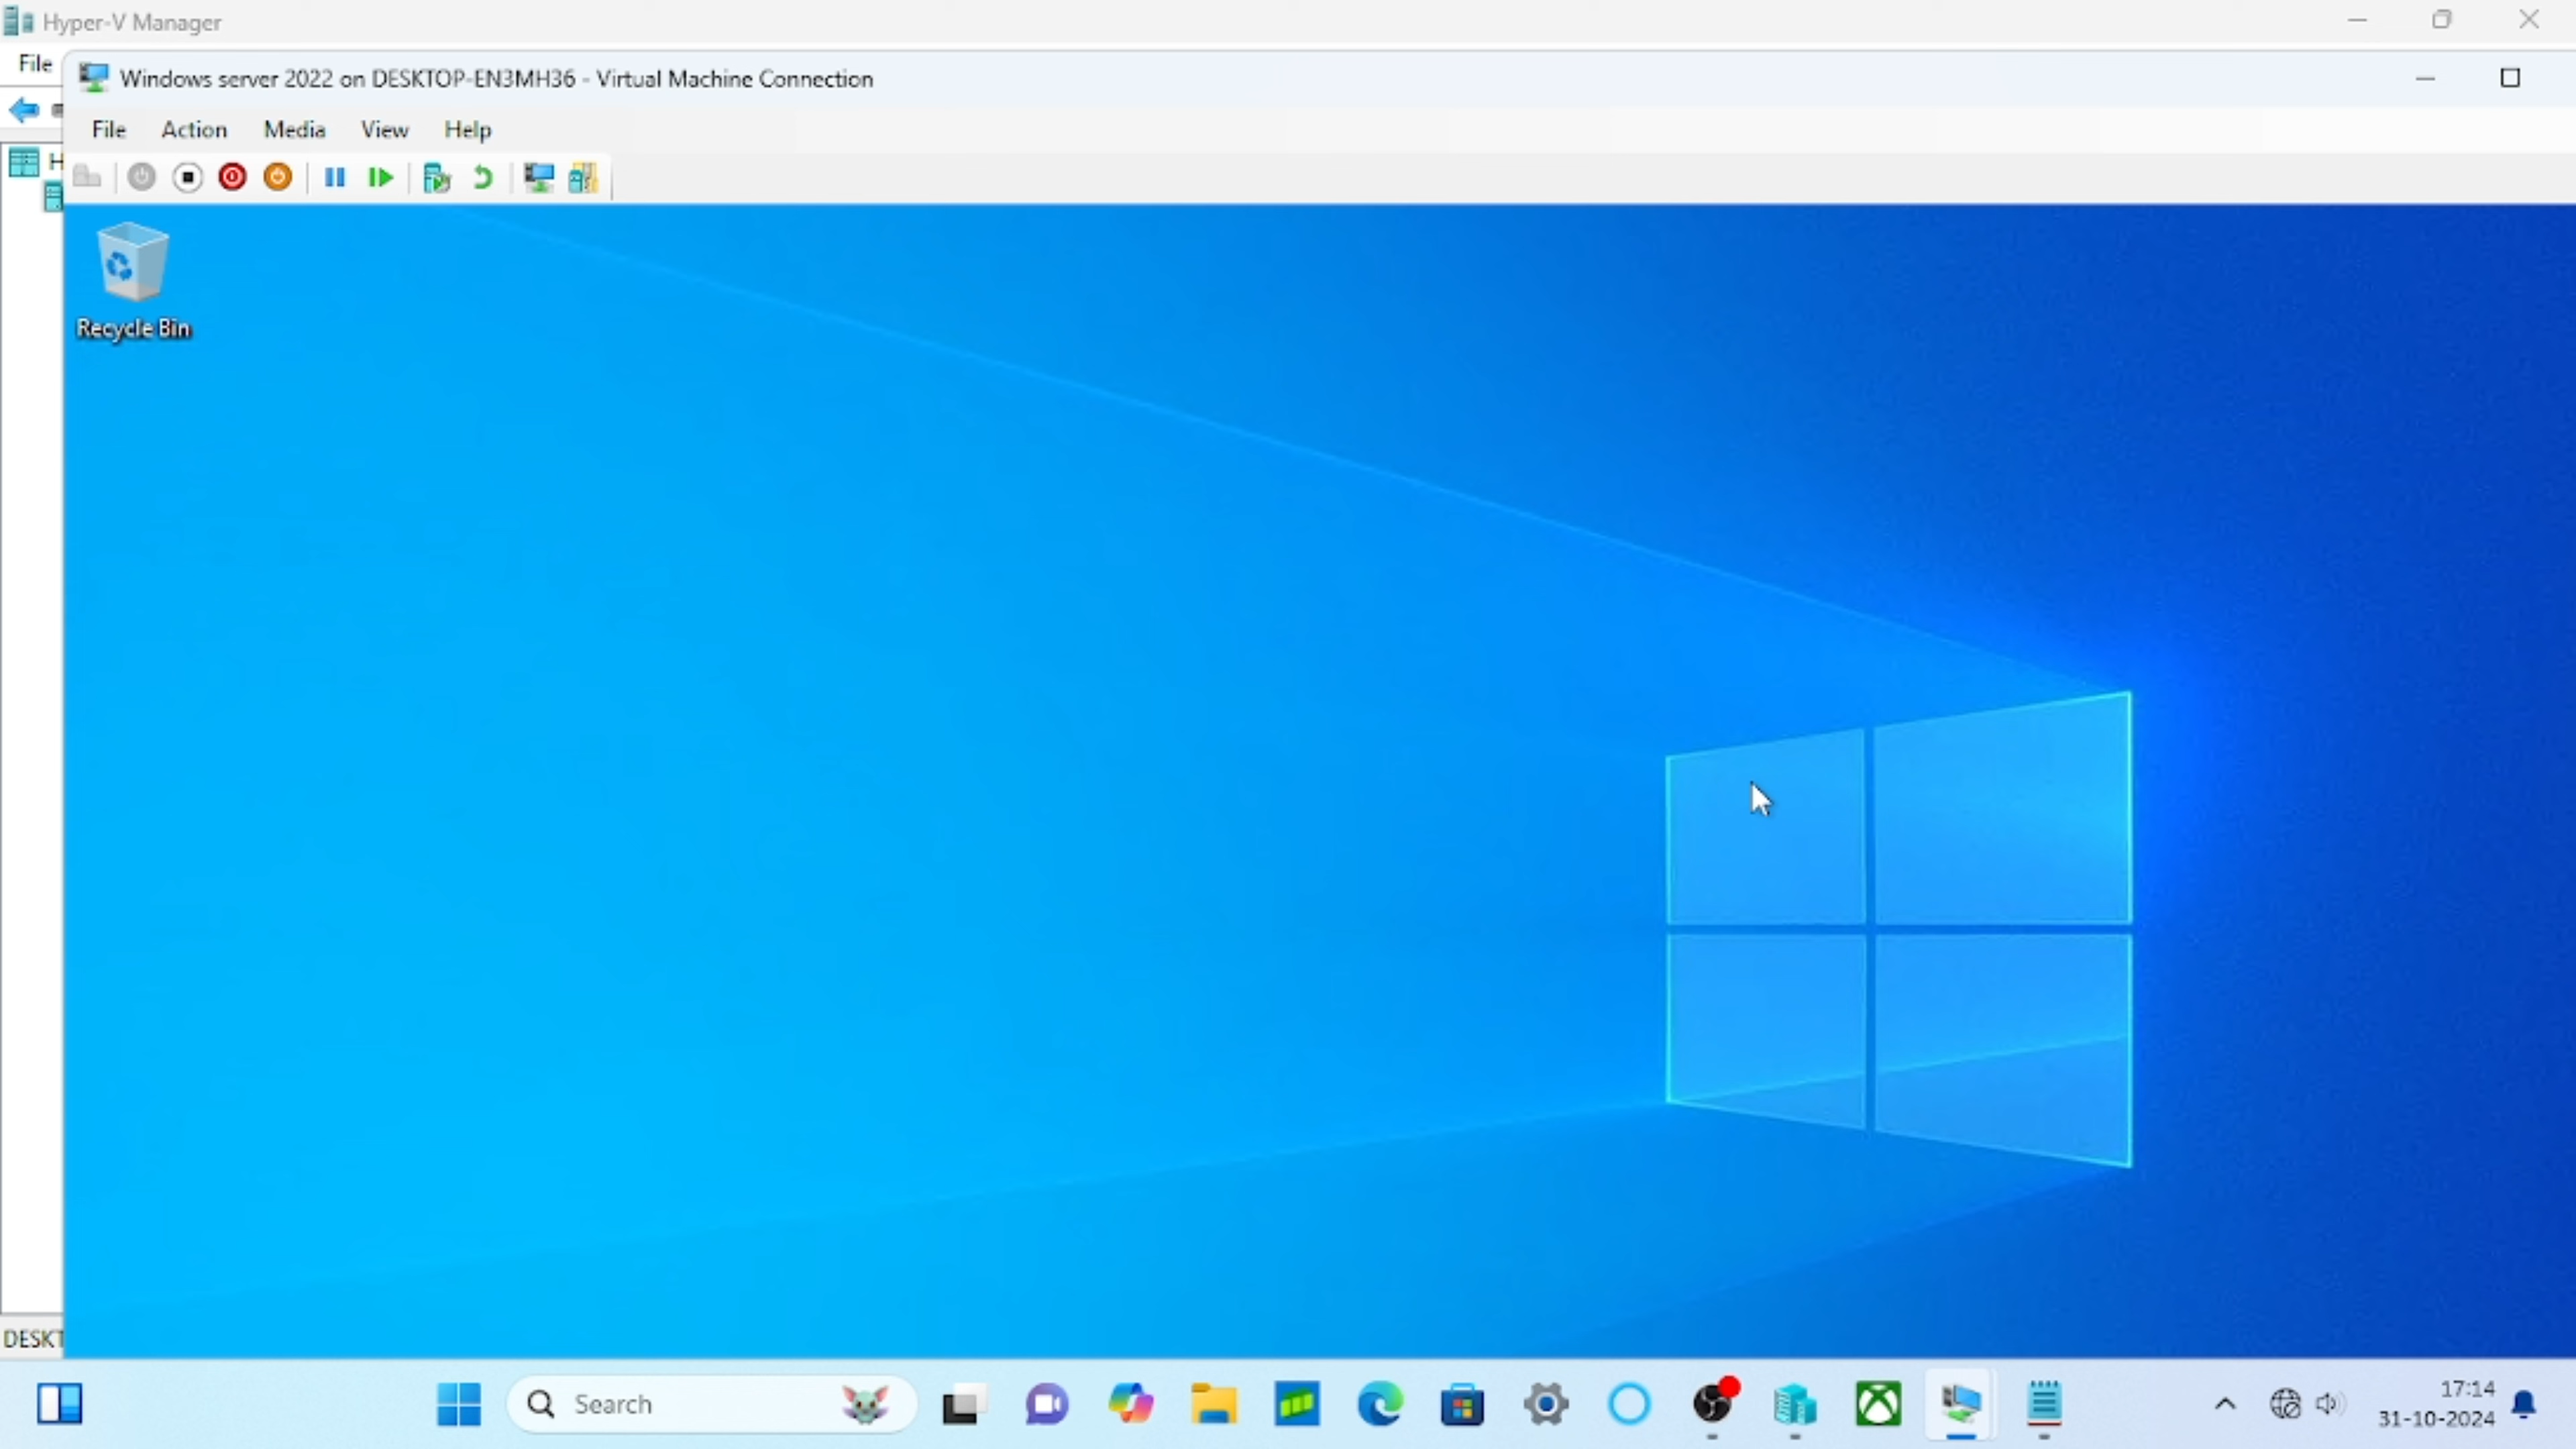 Hyper-V Manager
File
Windows server 2022 on DESKTOP-EN3MH36 - Virtual Machine Connection
File Action Media View Help
H
Recycle Bin
DESKT
Search
17:14
31-10-2024